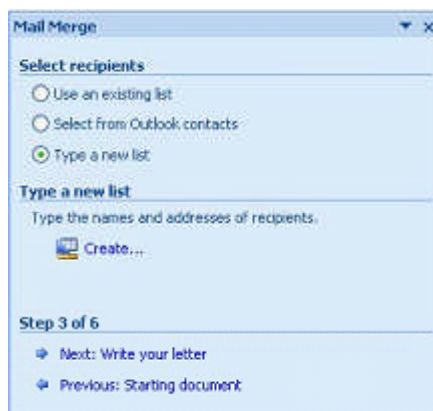 Mail Merge
Select recipients
Use an existing list
Select from Outlook contacts
Type a new list
Type a new list
Type the names and addresses of recipients.
Create...
Step 3 of 6
Next: Write your letter
Previous: Starting document